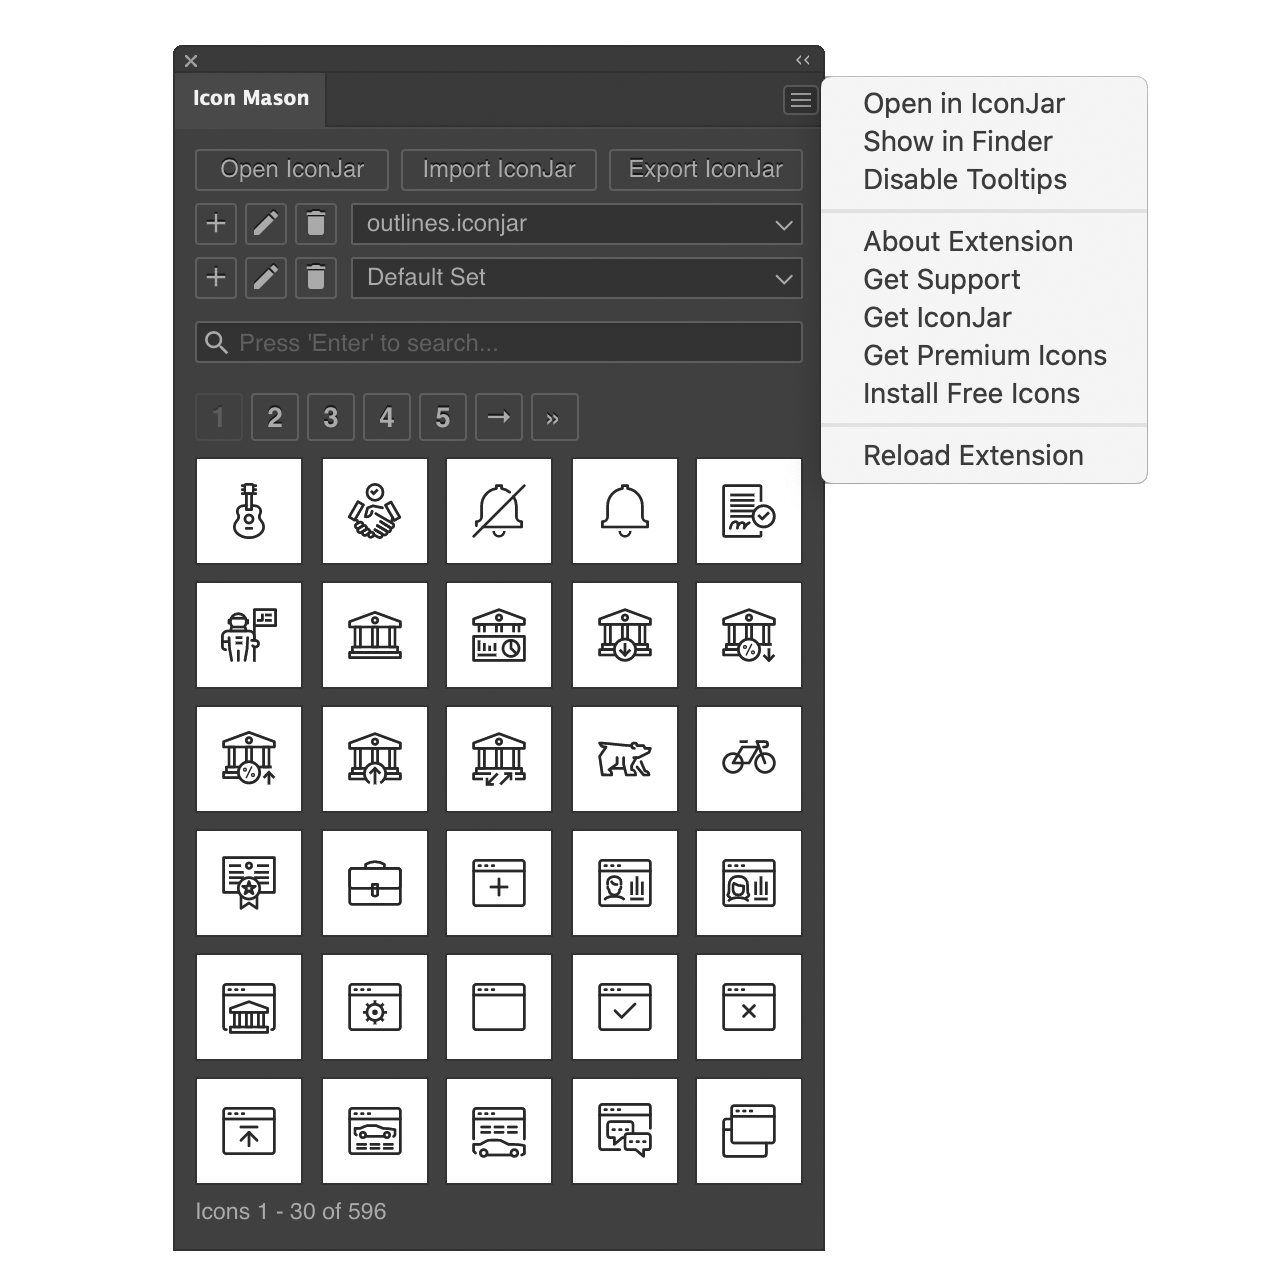 Icon Mason
Open IconJar
Import IconJar
Export IconJar
outlines.iconjar
Default Set
Press 'Enter' to search...
1 2 3 4 5 → »
%
%
Icons 1 - 30 of 596
Open in IconJar
Show in Finder
Disable Tooltips
About Extension
Get Support
Get IconJar
Get Premium Icons
Install Free Icons
Reload Extension